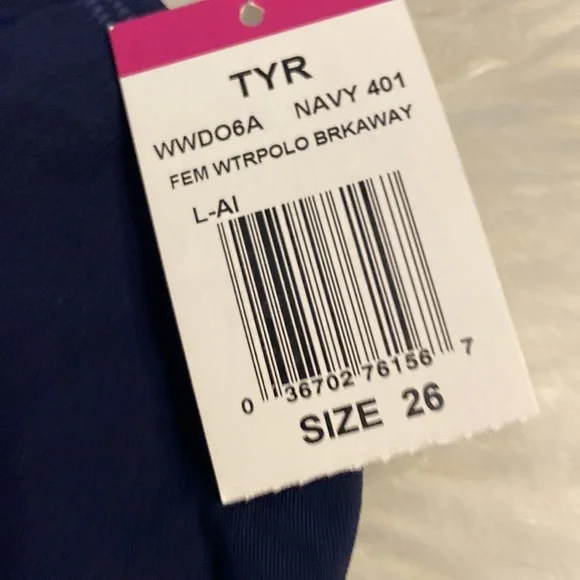 TYR
WWDO6A NAVY 401
FEM WTRPOLO BRKAWAY
L-AI
0 36702 76156 7
SIZE 26